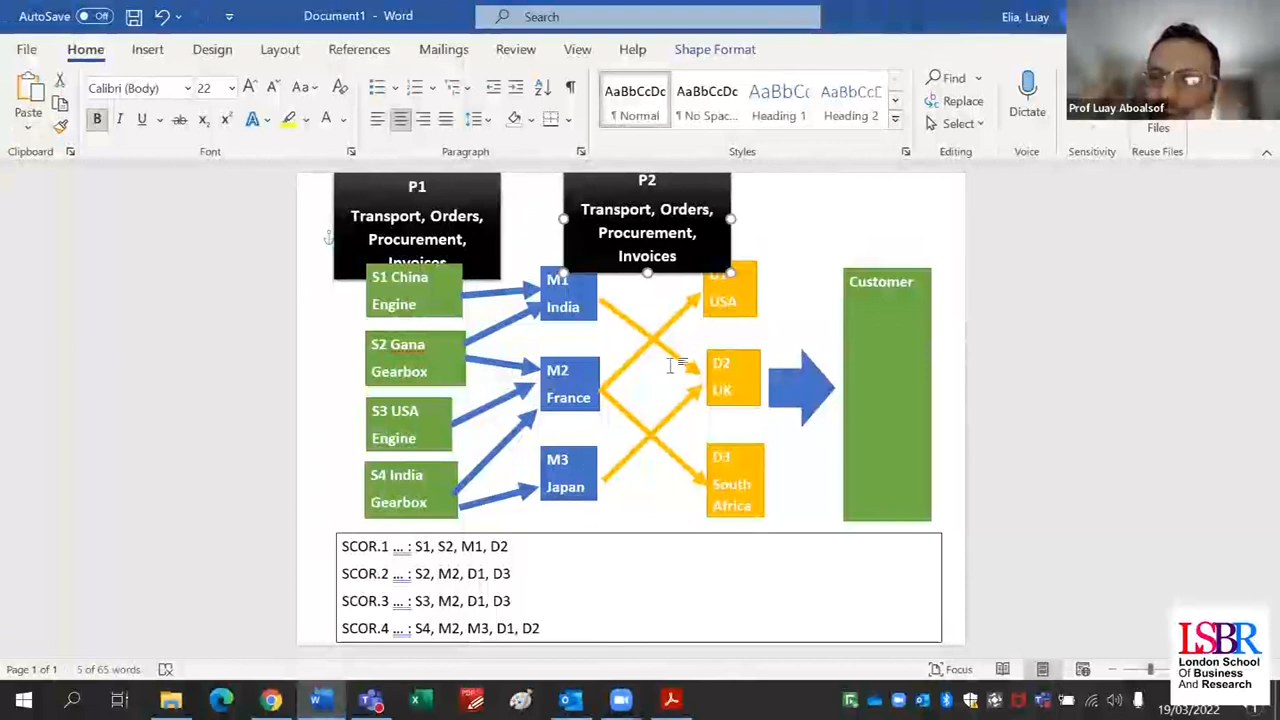 AutoSave Off Document1 - Word Search Elia, Luay
File Home Insert Design Layout References Mailings Review View Help Shape Format
Paste
Calibri (Body) 22
AaBbCcDc AaBbCcDc AaBbCc AaBbCcE
¶ Normal ¶ No Spac... Heading 1 Heading 2
Find
Replace
Select
Dictate
Files
Clipboard Font Paragraph Styles Editing Voice Sensitivity Reuse Files
Prof Luay Aboalsof
P1
Transport, Orders,
Procurement,
Invoices
P2
Transport, Orders,
Procurement,
Invoices
S1 China
Engine
S2 Gana
Gearbox
S3 USA
Engine
S4 India
Gearbox
M1
India
M2
France
M3
Japan
D1
USA
D2
UK
D3
South
Africa
Customer
SCOR.1 ... : S1, S2, M1, D2
SCOR.2 ... : S2, M2, D1, D3
SCOR.3 ... : S3, M2, D1, D3
SCOR.4 ... : S4, M2, M3, D1, D2
Page 1 of 1 5 of 65 words Focus
LSBR
London School
Of Business
And Research
19/03/2022